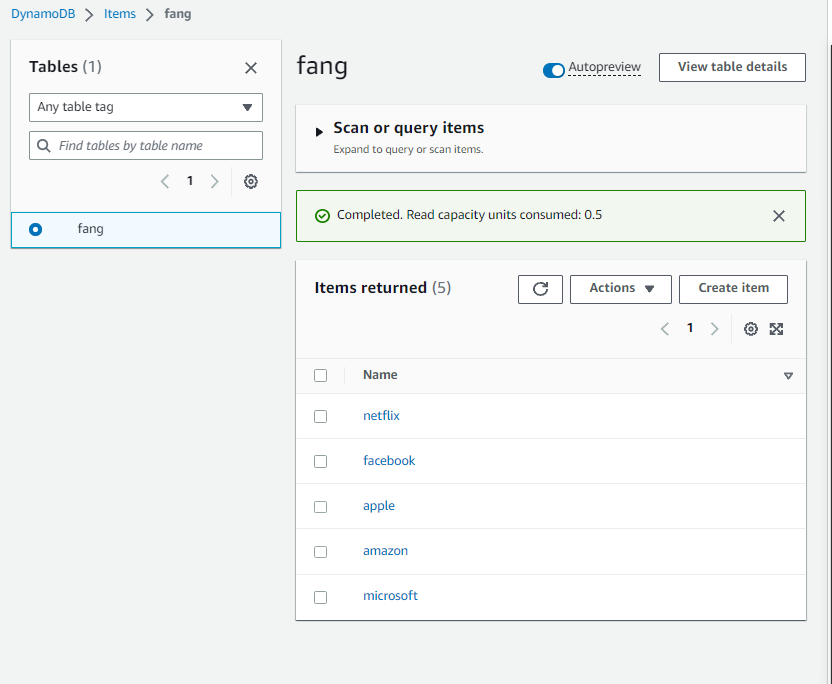 DynamoDB > Items > fang
Tables (1)
Any table tag
Find tables by table name
1
fang
fang
Autopreview
View table details
Scan or query items
Expand to query or scan items.
Completed. Read capacity units consumed: 0.5
Items returned (5)
Actions
Create item
1
Name
netflix
facebook
apple
amazon
microsoft